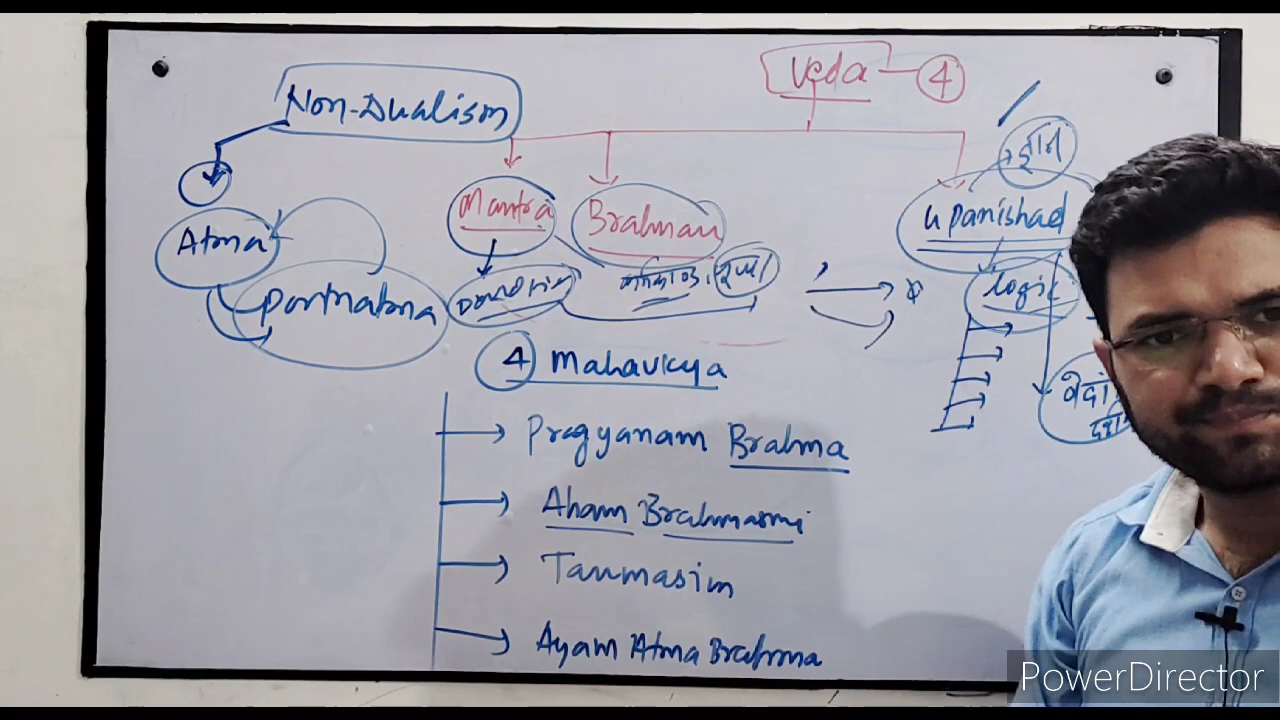 Non-Dualism
Veda 4
Mantra
Brahman
ज्ञान
Upanishad
Atma
Parmatma
logic
4 Mahavkya
Pragyanam Brahma
Aham Brahmasmi
Tanmasim
Ayam Atma Brahma
PowerDirector